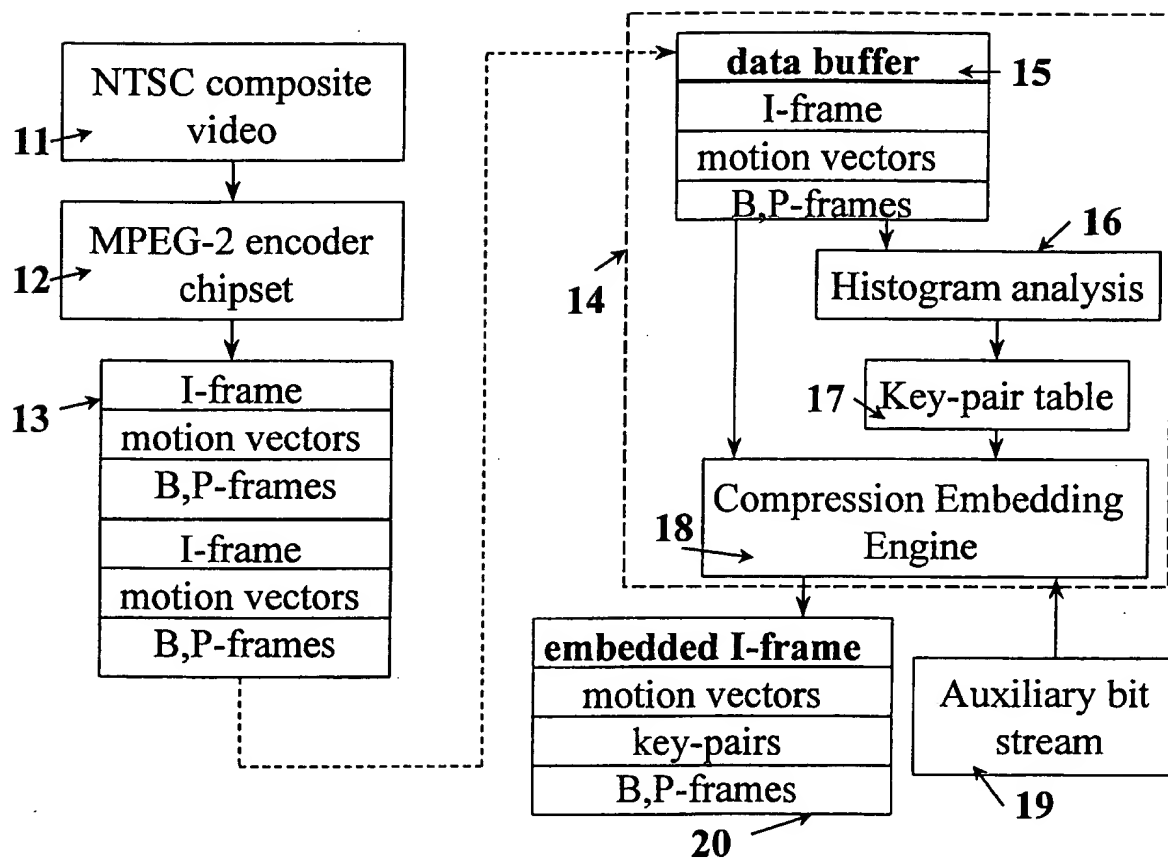 NTSC composite
video
11
MPEG-2 encoder
chipset
12
13
I-frame
motion vectors
B,P-frames
I-frame
motion vectors
B,P-frames
14
data buffer
15
I-frame
motion vectors
B,P-frames
16
Histogram analysis
17
Key-pair table
Compression Embedding
Engine
18
embedded I-frame
motion vectors
key-pairs
B,P-frames
20
Auxiliary bit
stream
19